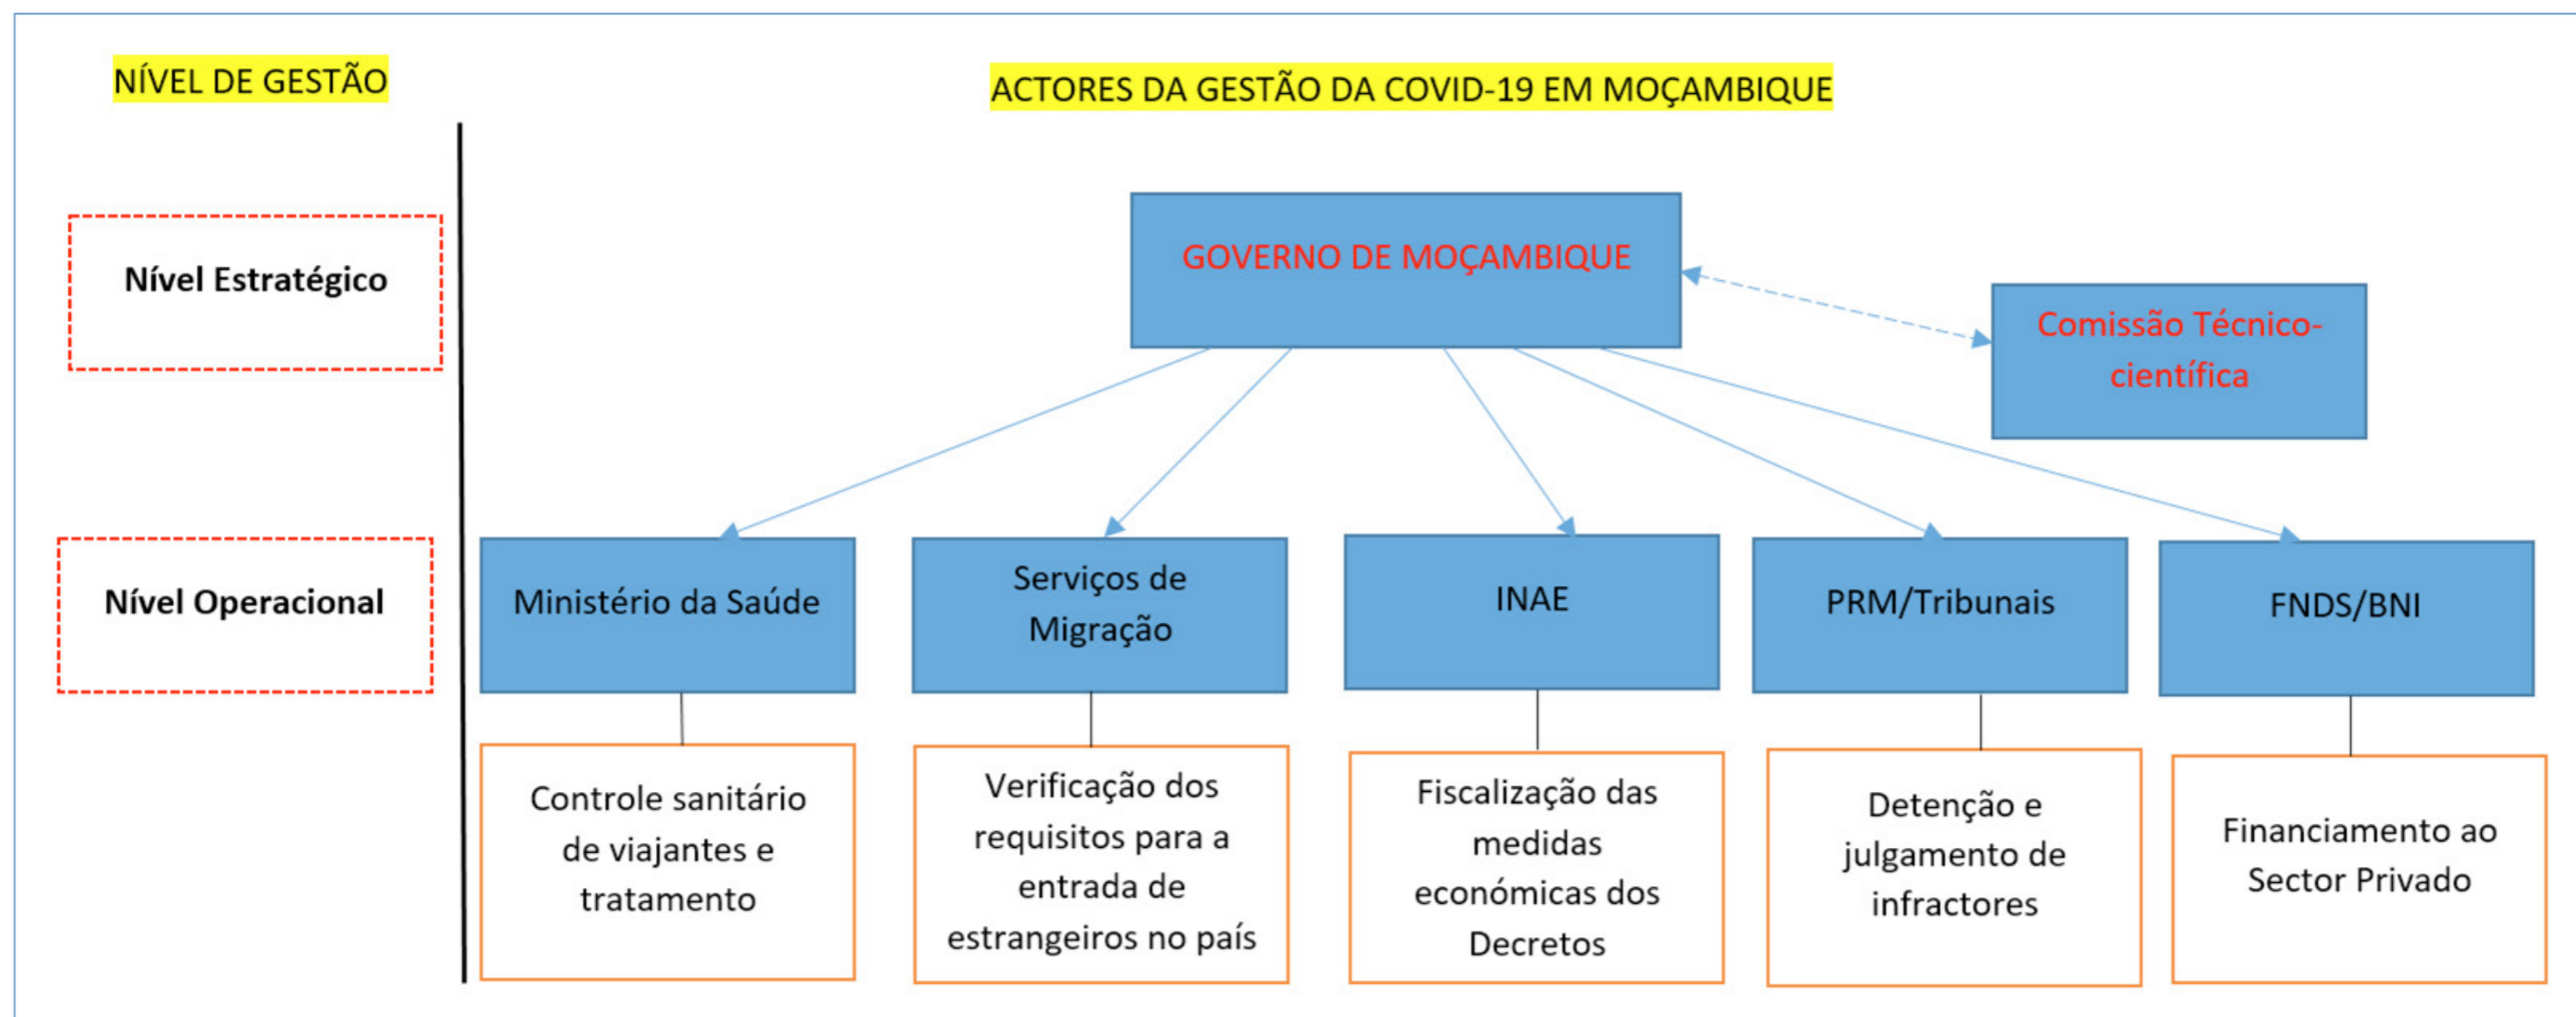 NÍVEL DE GESTÃO
ACTORES DA GESTÃO DA COVID-19 EM MOÇAMBIQUE
Nível Estratégico
GOVERNO DE MOÇAMBIQUE
Comissão Técnico-
científica
Nível Operacional
Ministério da Saúde
Serviços de
Migração
INAE
PRM/Tribunais
FNDS/BNI
Controle sanitário
de viajantes e
tratamento
Verificação dos
requisitos para a
entrada de
estrangeiros no país
Fiscalização das
medidas
económicas dos
Decretos
Detenção e
julgamento de
infractores
Financiamento ao
Sector Privado